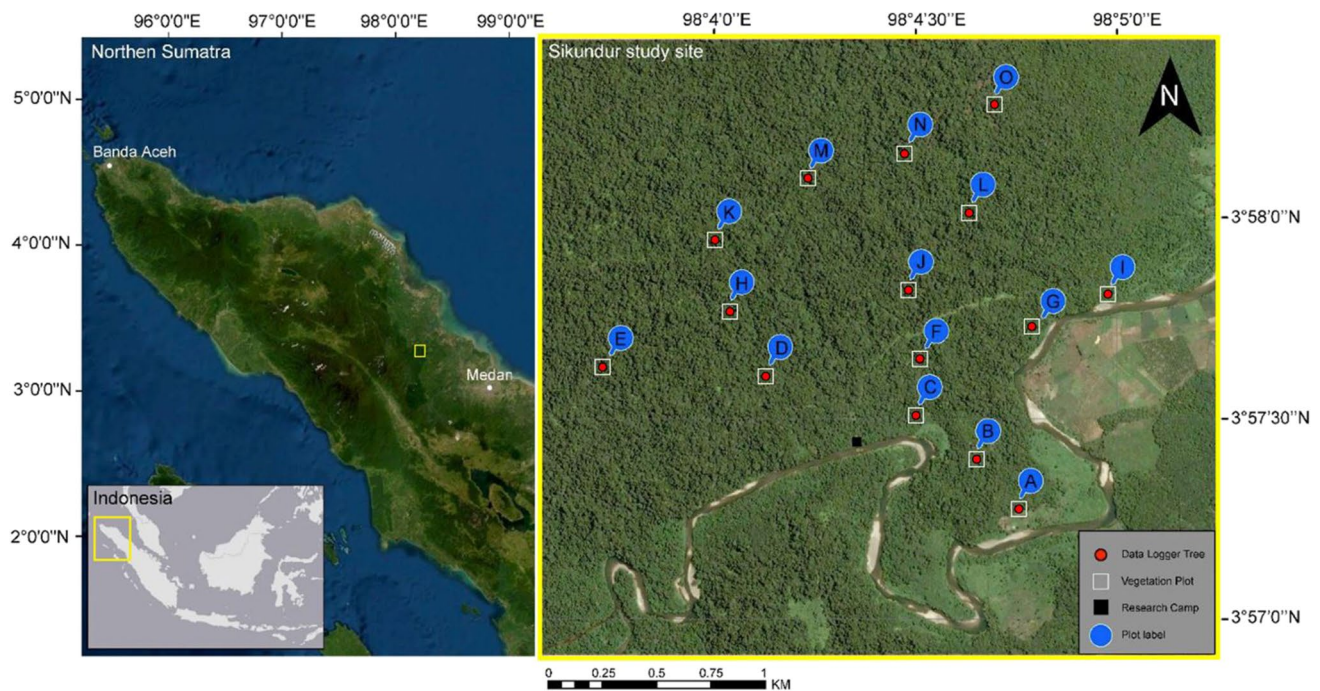 96°0'0"E 97°0'0"E 98°0'0"E 99°0'0"E
98°4'0"E 98°4'30"E 98°5'0"E
Northen Sumatra
5°0'0"N
4°0'0"N
3°0'0"N
2°0'0"N
Banda Aceh
Medan
Indonesia
Sikundur study site
N
O
N
M
L
K
J
I
H
G
F
E
D
C
B
A
3°58'0"N
3°57'30"N
3°57'0"N
Data Logger Tree
Vegetation Plot
Research Camp
Plot label
0 0.25 0.5 0.75 1
KM